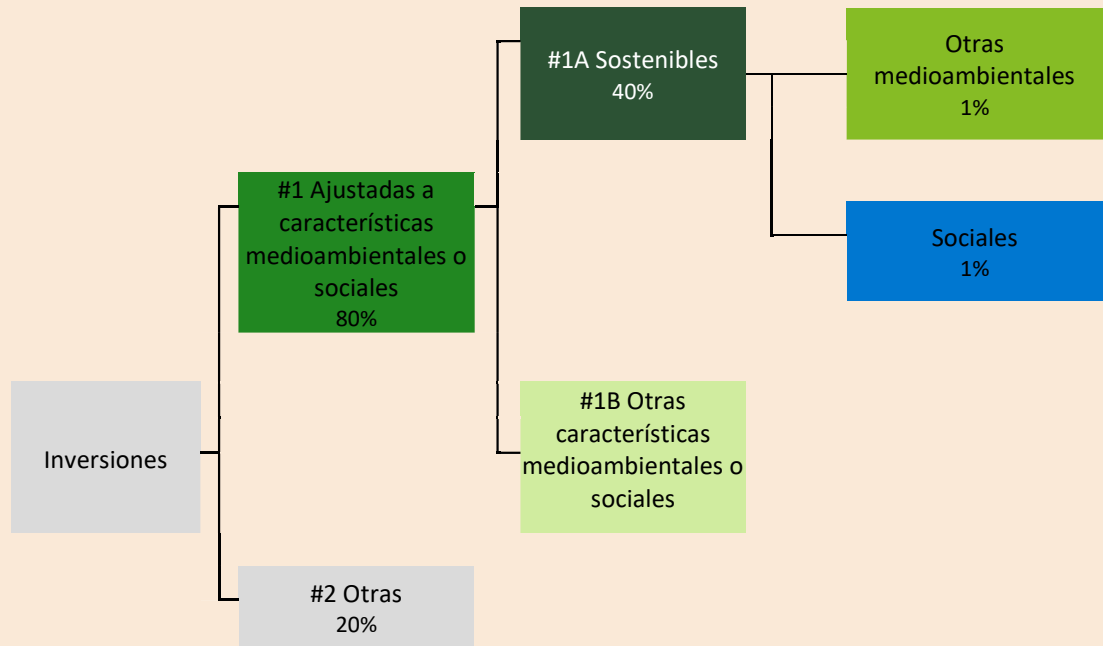 #1A Sostenibles
40%
Otras
medioambientales
1%
#1 Ajustadas a
características
medioambientales o
sociales
80%
Sociales
1%
Inversiones
#1B Otras
características
medioambientales o
sociales
#2 Otras
20%